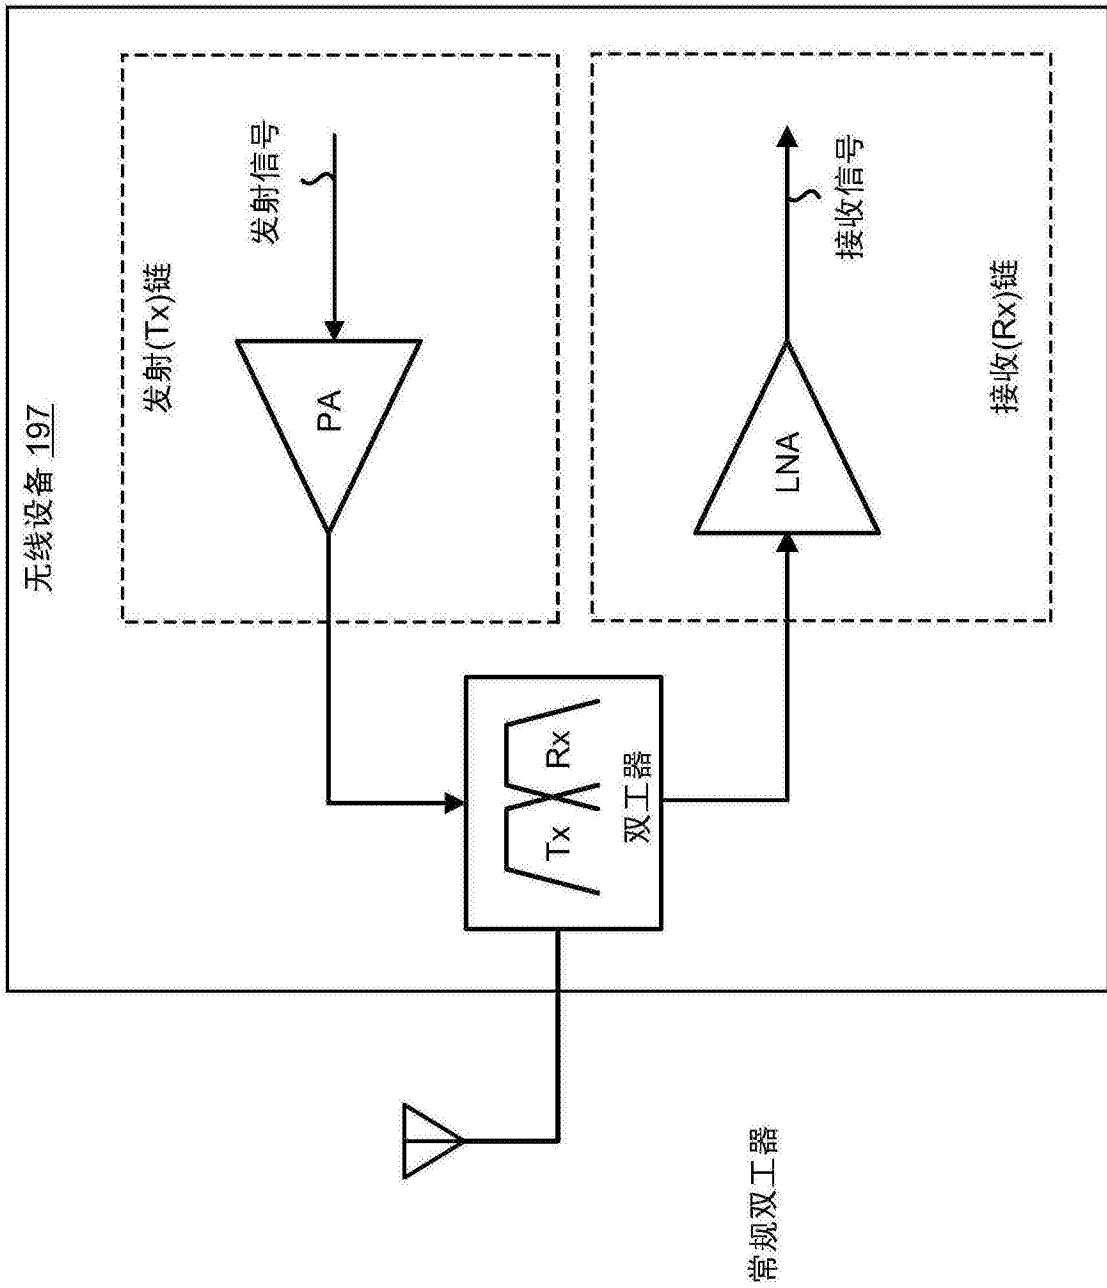 无线设备 197
发射(Tx)链
发射信号
PA
Tx
Rx
双工器
LNA
接收信号
接收(Rx)链
常规双工器